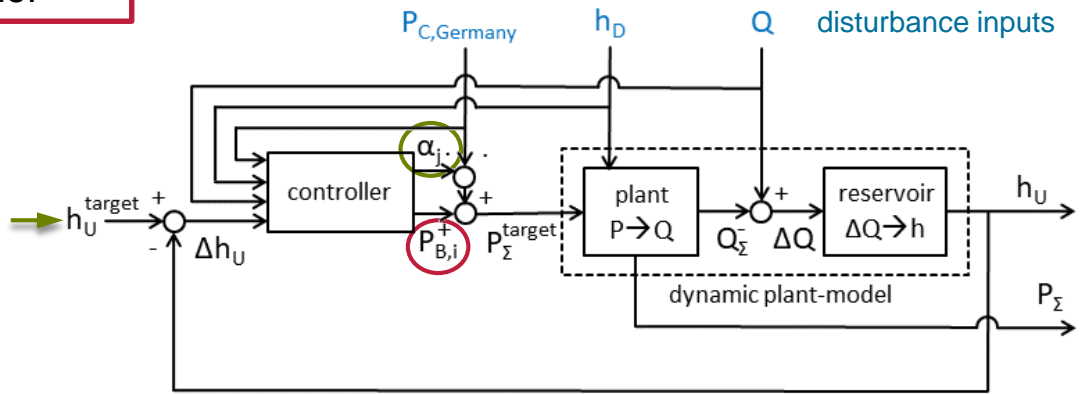 P_C,Germany h_D Q disturbance inputs
α_j · ·
h_U^target + - Δh_U
controller
P_B,i + + P_Σ^target
plant
P→Q
Q_Σ - + ΔQ
reservoir
ΔQ→h
h_U
dynamic plant-model
P_Σ